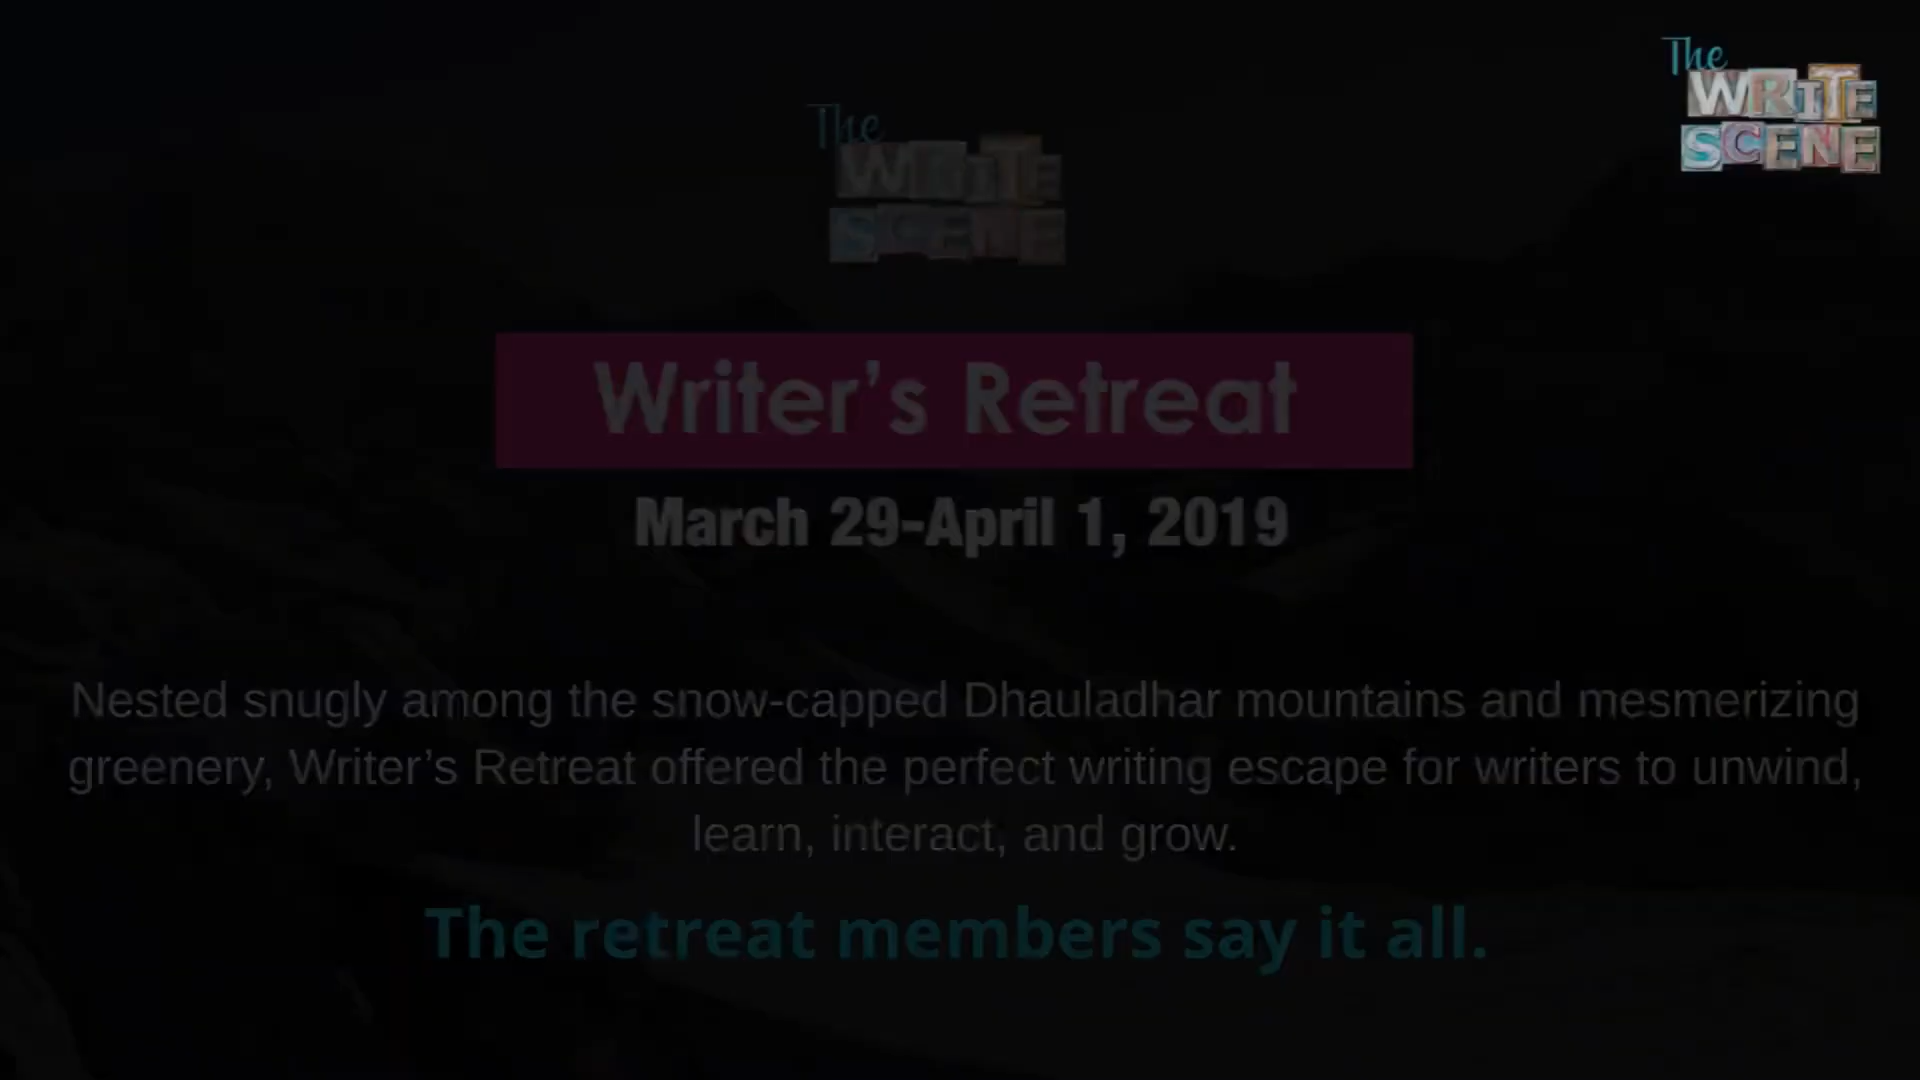 The
WRITE
SCENE
The
WRITE
SCENE
Writer’s Retreat
March 29-April 1, 2019
Nested snugly among the snow-capped Dhauladhar mountains and mesmerizing
greenery, Writer’s Retreat offered the perfect writing escape for writers to unwind,
learn, interact, and grow.
The retreat members say it all.